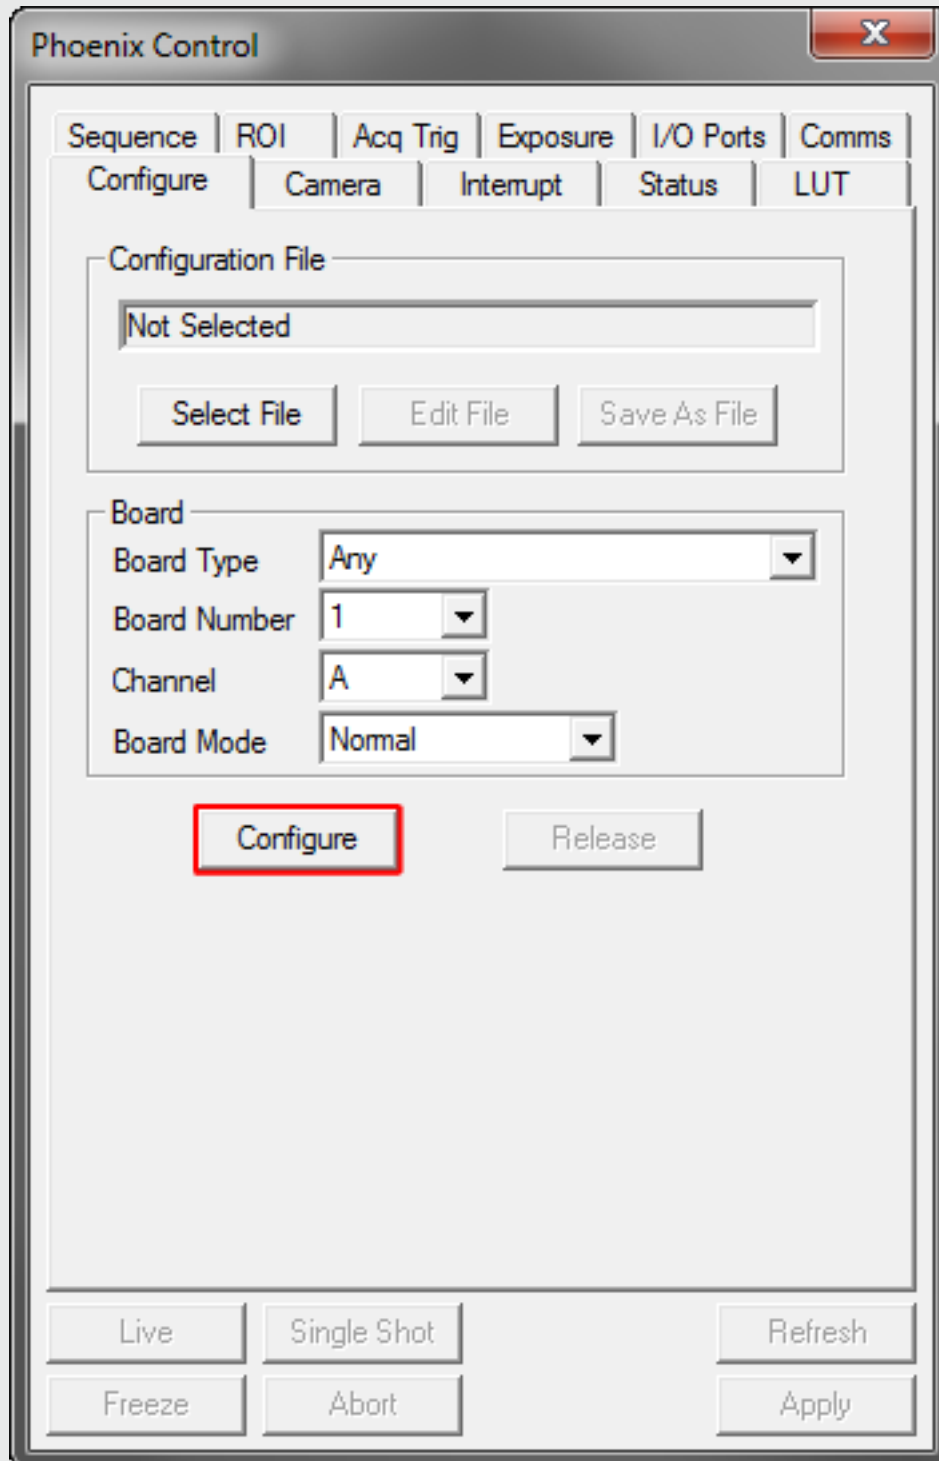 Phoenix Control
Sequence ROI Acq Trig Exposure I/O Ports Comms
Configure Camera Interrupt Status LUT
Configuration File
Not Selected
Select File Edit File Save As File
Board
Board Type Any
Board Number 1
Channel A
Board Mode Normal
Configure Release
Live Single Shot Refresh
Freeze Abort Apply